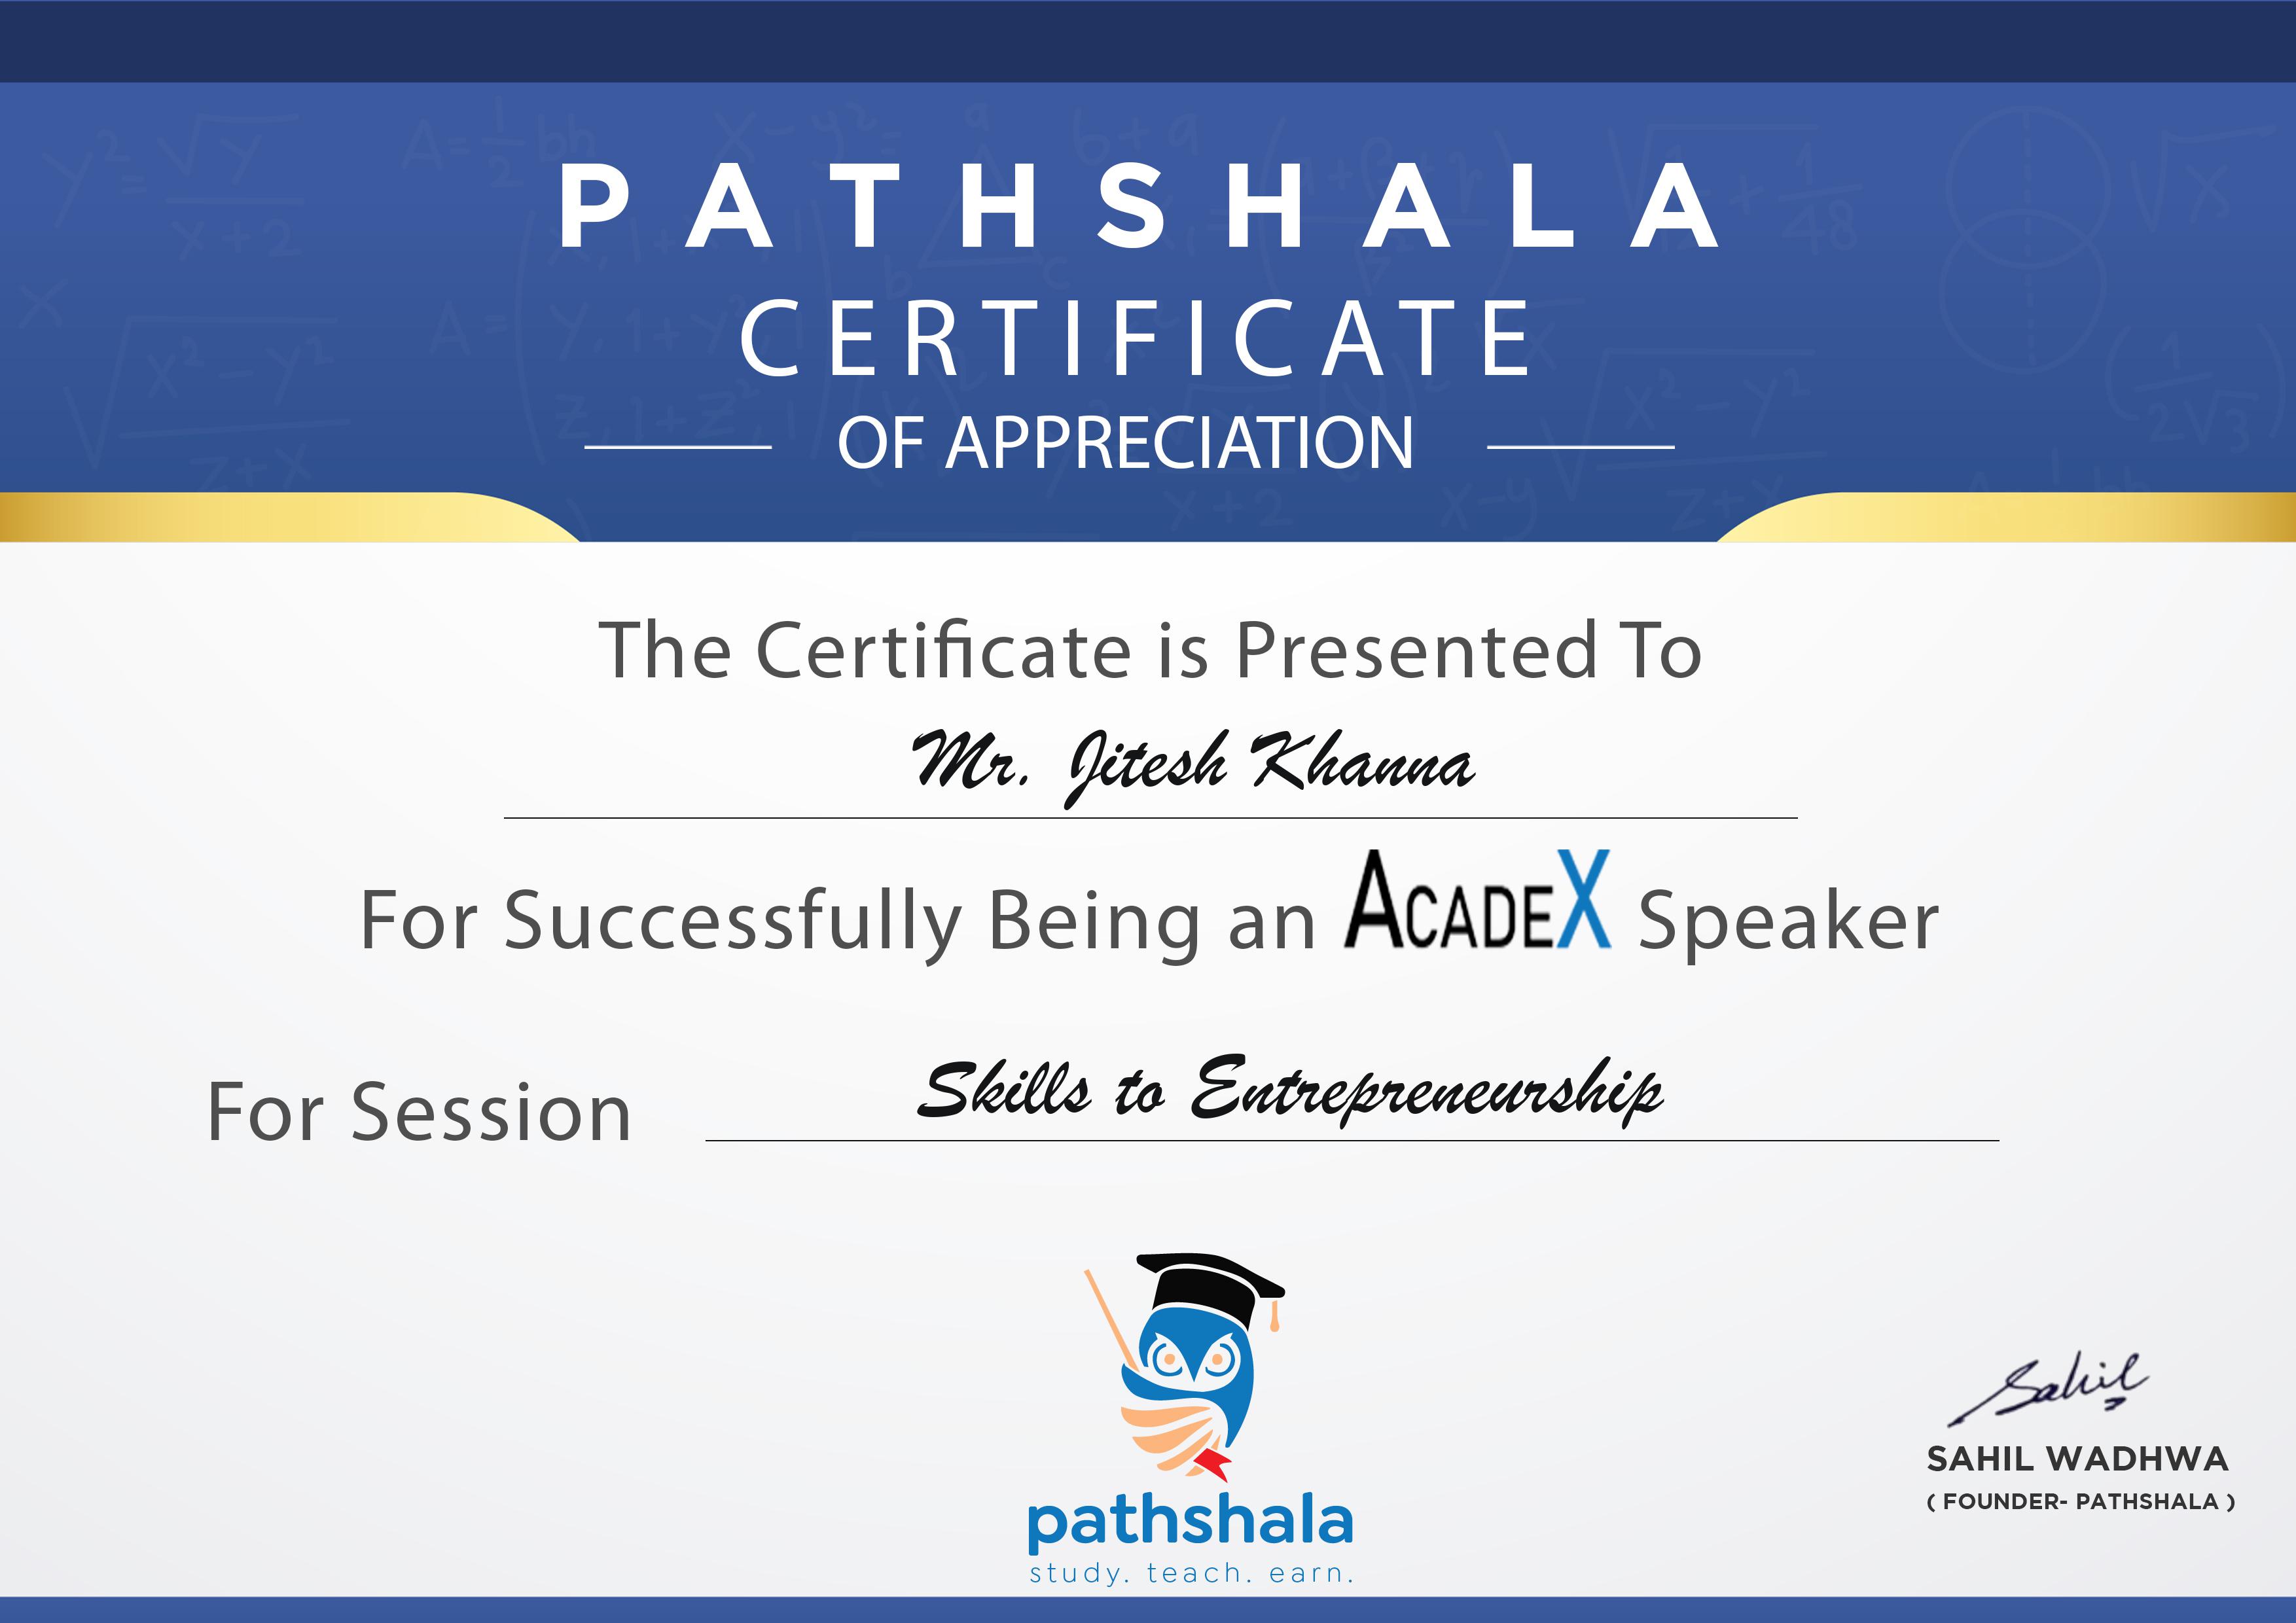 PATHSHALA
CERTIFICATE
OF APPRECIATION
The Certificate is Presented To
Mr. Jitesh Khanna
For Successfully Being an ACADEX Speaker
For Session Skills to Entrepreneurship
Sahil
SAHIL WADHWA
( FOUNDER- PATHSHALA )
pathshala
study. teach. earn.